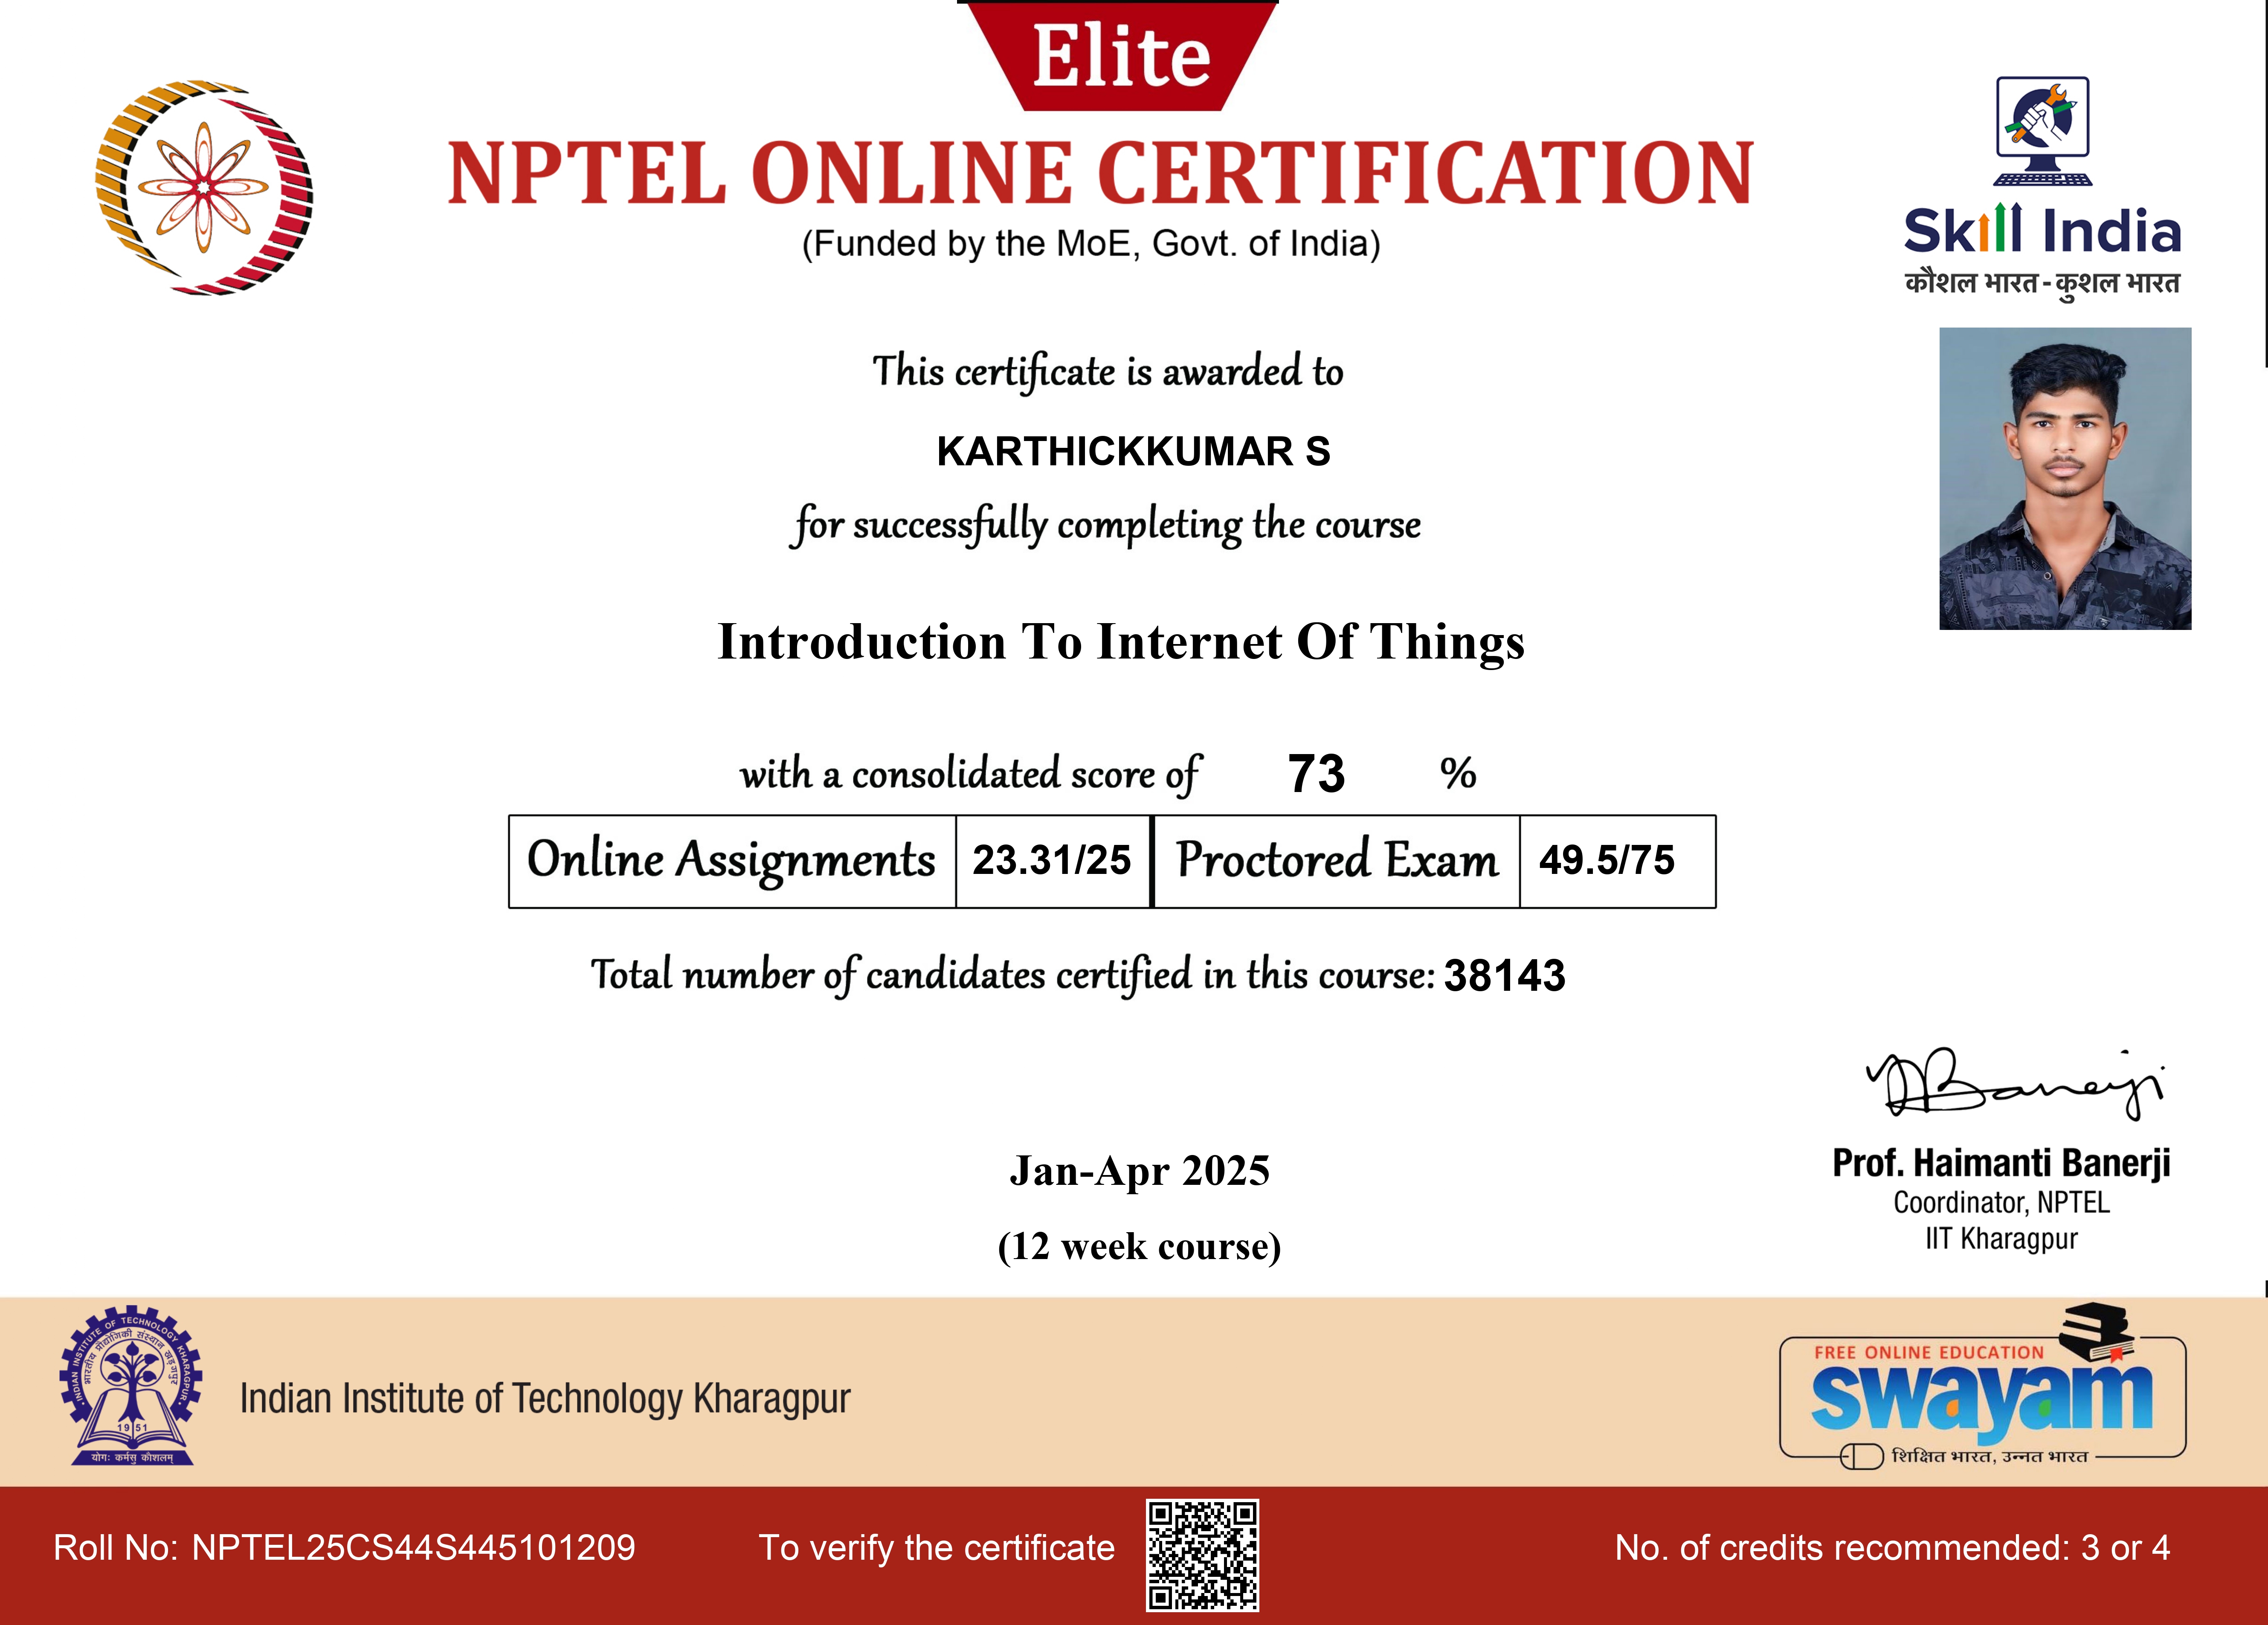 Elite
NPTEL ONLINE CERTIFICATION
(Funded by the MoE, Govt. of India)
Skill India
कौशल भारत - कुशल भारत
This certificate is awarded to
KARTHICKKUMAR S
for successfully completing the course
Introduction To Internet Of Things
with a consolidated score of 73 %
Online Assignments 23.31/25 Proctored Exam 49.5/75
Total number of candidates certified in this course: 38143
Banerji
Prof. Haimanti Banerji
Coordinator, NPTEL
IIT Kharagpur
Jan-Apr 2025
(12 week course)
INDIAN INSTITUTE OF TECHNOLOGY KHARAGPUR
भारतीय प्रौद्योगिकी संस्थान खड़गपुर
1951
योगः कर्मसु कौशलम्
Indian Institute of Technology Kharagpur
FREE ONLINE EDUCATION
swayam
शिक्षित भारत, उन्नत भारत
Roll No: NPTEL25CS44S445101209
To verify the certificate
No. of credits recommended: 3 or 4